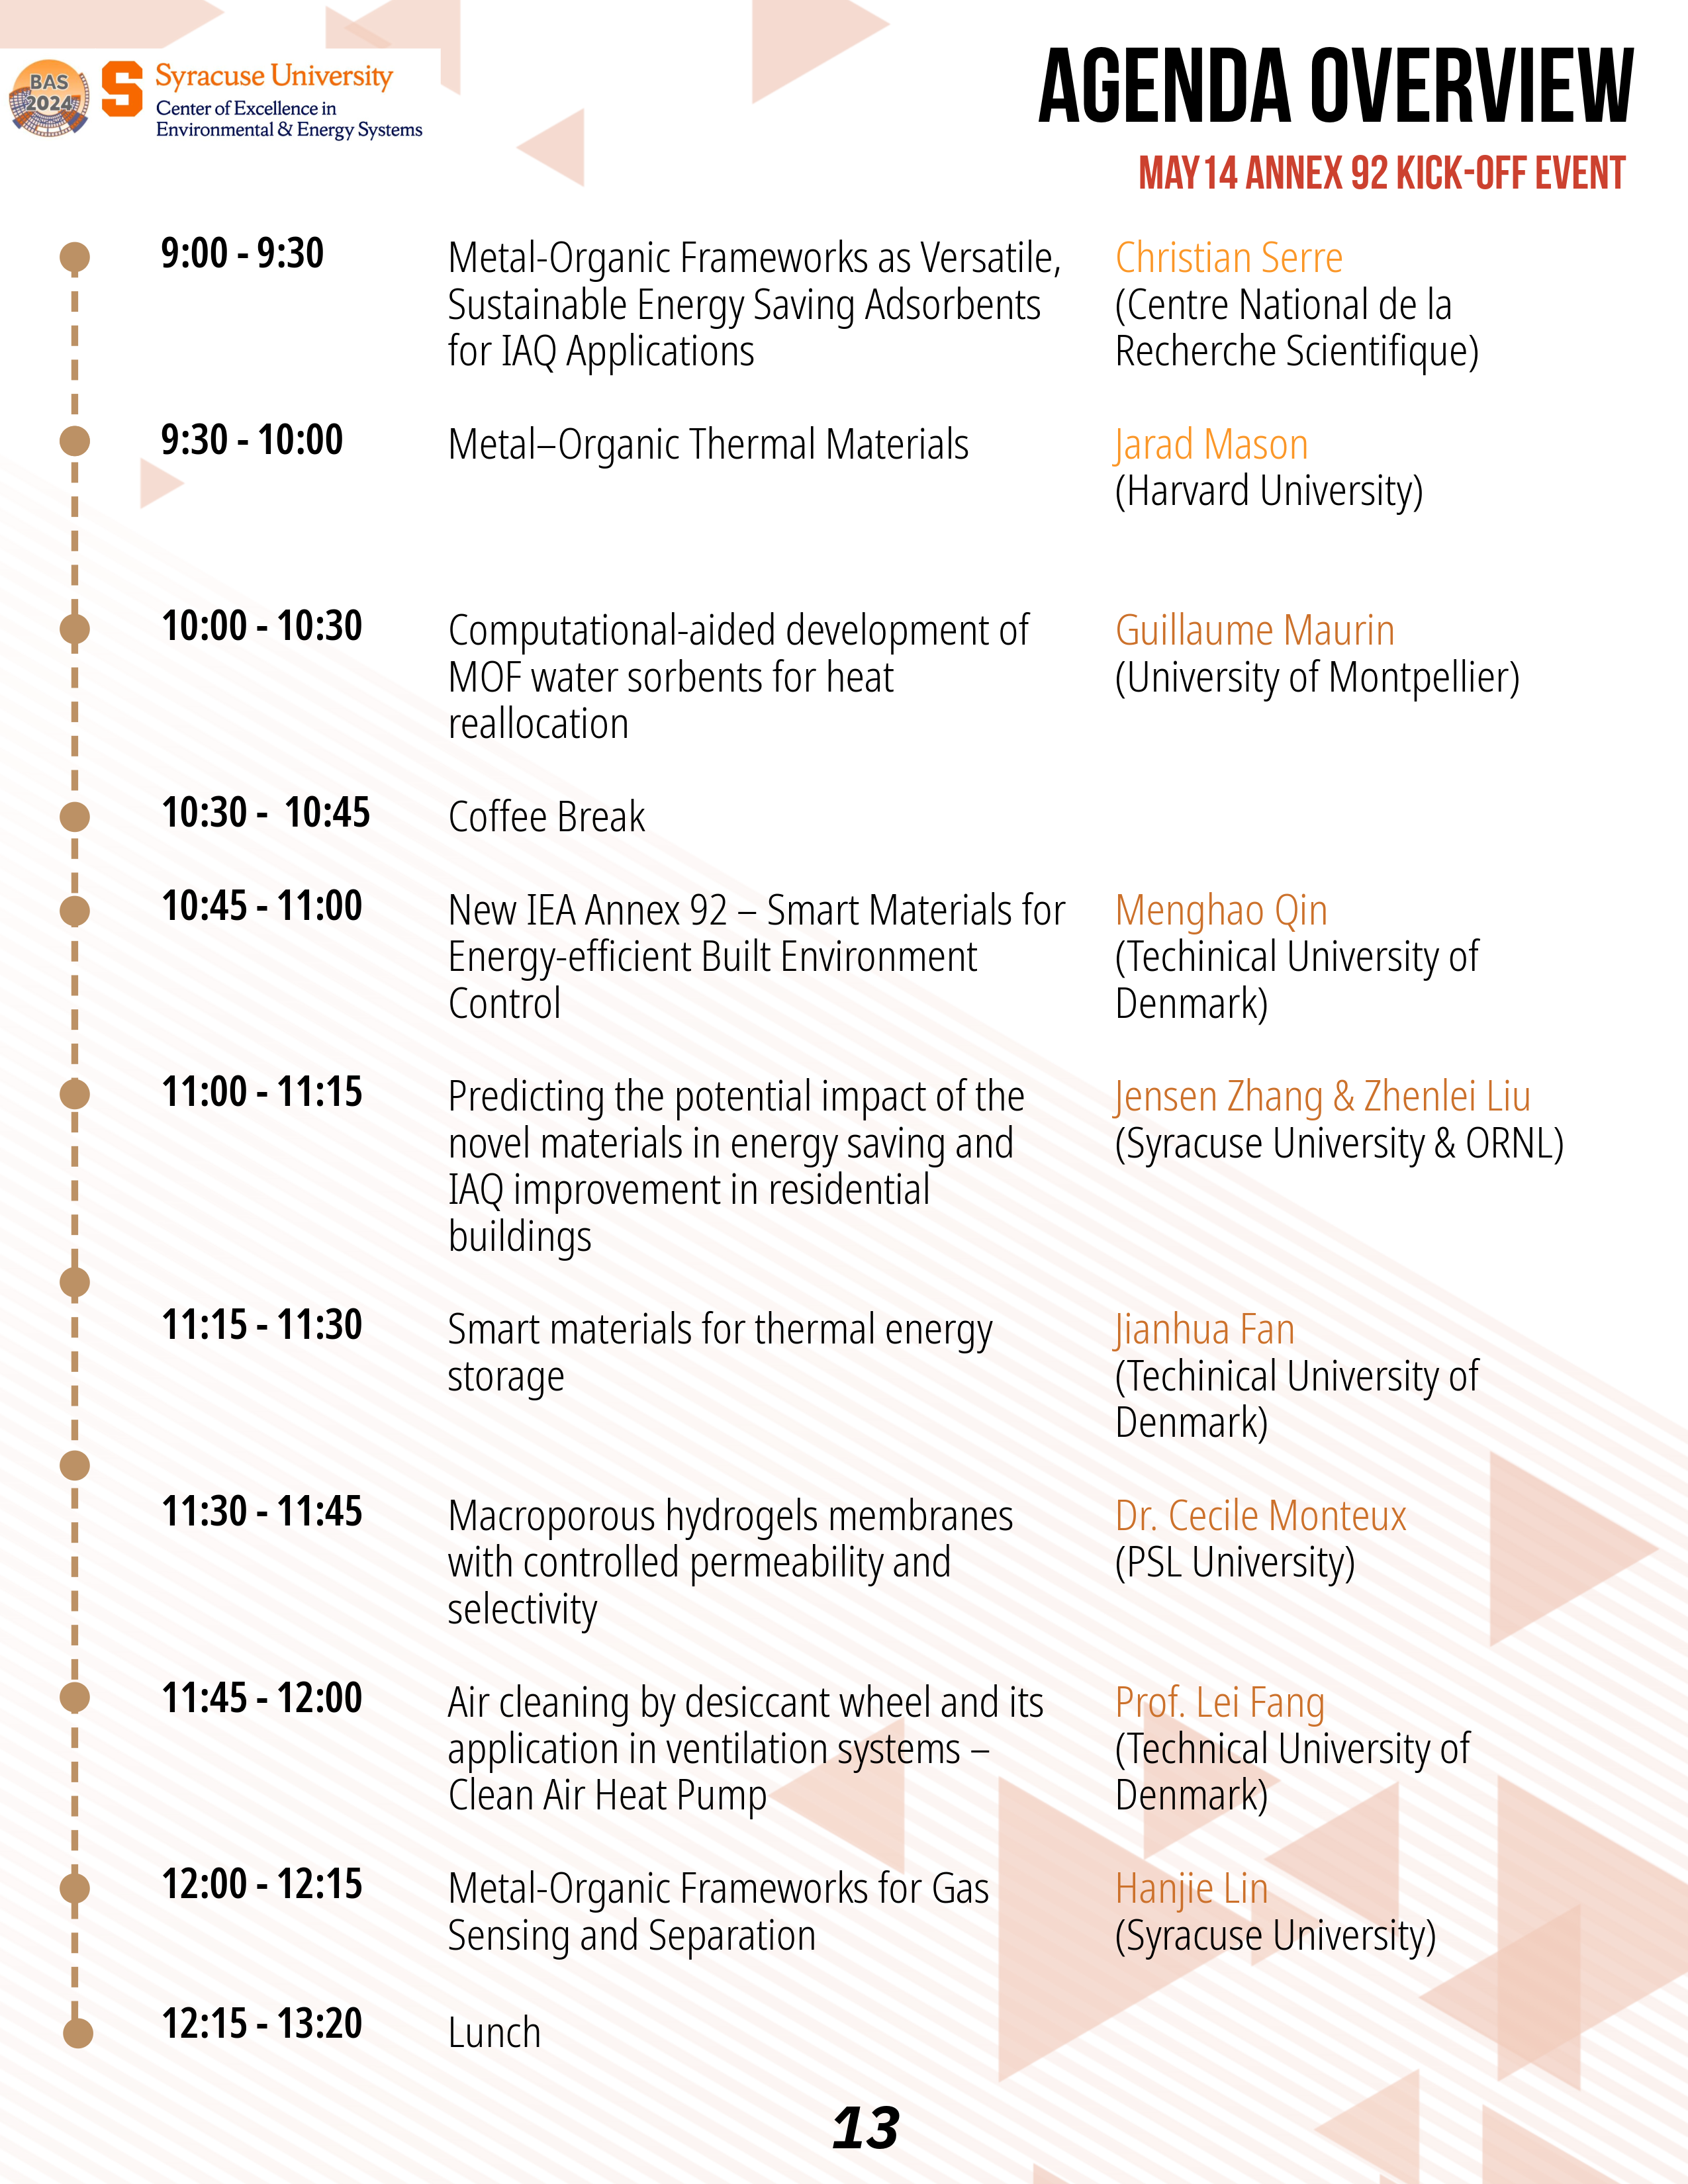 BAS
2024
S
Syracuse University
Center of Excellence in
Environmental & Energy Systems
AGENDA OVERVIEW
MAY14 ANNEX 92 KICK-OFF EVENT
9:00 - 9:30
Metal-Organic Frameworks as Versatile,
Sustainable Energy Saving Adsorbents
for IAQ Applications
Christian Serre
(Centre National de la
Recherche Scientifique)
9:30 - 10:00
Metal–Organic Thermal Materials
Jarad Mason
(Harvard University)
10:00 - 10:30
Computational-aided development of
MOF water sorbents for heat
reallocation
Guillaume Maurin
(University of Montpellier)
10:30 -  10:45
Coffee Break
10:45 - 11:00
New IEA Annex 92 – Smart Materials for
Energy-efficient Built Environment
Control
Menghao Qin
(Techinical University of
Denmark)
11:00 - 11:15
Predicting the potential impact of the
novel materials in energy saving and
IAQ improvement in residential
buildings
Jensen Zhang & Zhenlei Liu
(Syracuse University & ORNL)
11:15 - 11:30
Smart materials for thermal energy
storage
Jianhua Fan
(Techinical University of
Denmark)
11:30 - 11:45
Macroporous hydrogels membranes
with controlled permeability and
selectivity
Dr. Cecile Monteux
(PSL University)
11:45 - 12:00
Air cleaning by desiccant wheel and its
application in ventilation systems –
Clean Air Heat Pump
Prof. Lei Fang
(Technical University of
Denmark)
12:00 - 12:15
Metal-Organic Frameworks for Gas
Sensing and Separation
Hanjie Lin
(Syracuse University)
12:15 - 13:20
Lunch
13